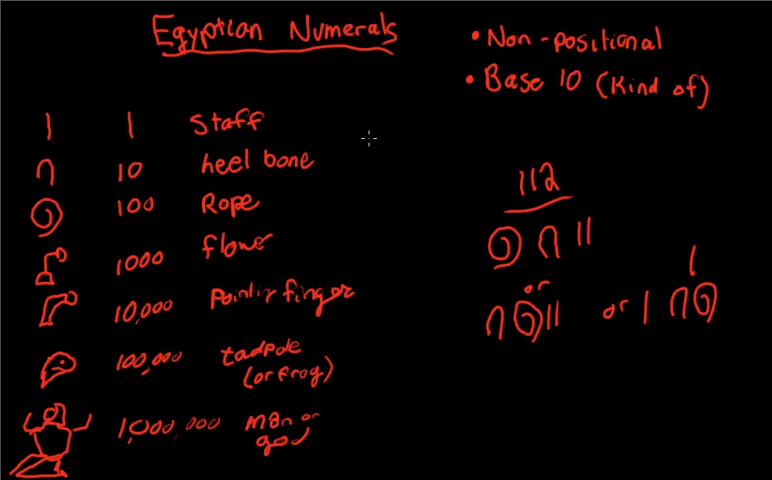 Egyption Numerals
• Non-positional
• Base 10 (Kind of)
1 Staff
10 heel bone
100 Rope
1000 flower
10,000 pointing finger
100,000 tadpole
(or frog)
1,000,000 man or
god
112
or
or